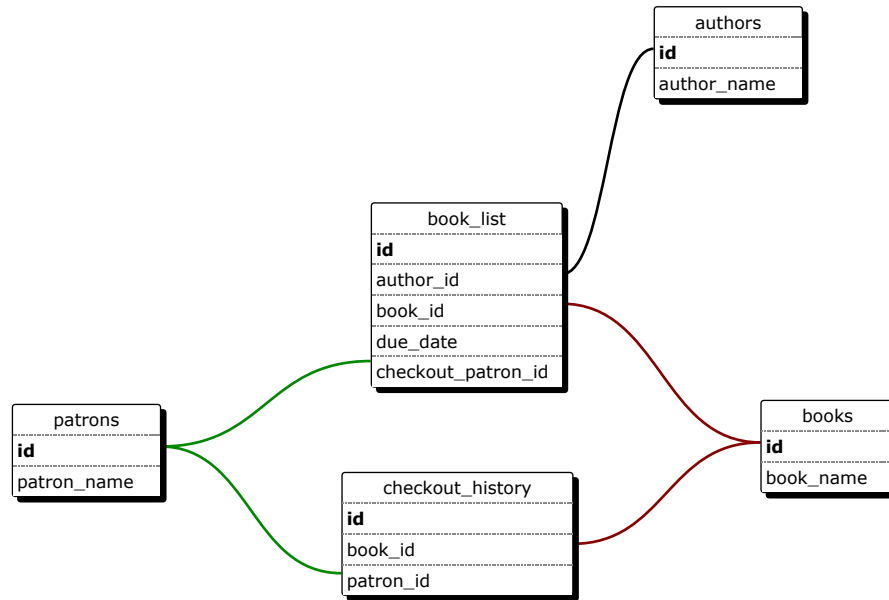 authors
id
author_name
book_list
id
author_id
book_id
due_date
checkout_patron_id
patrons
id
patron_name
books
id
book_name
checkout_history
id
book_id
patron_id